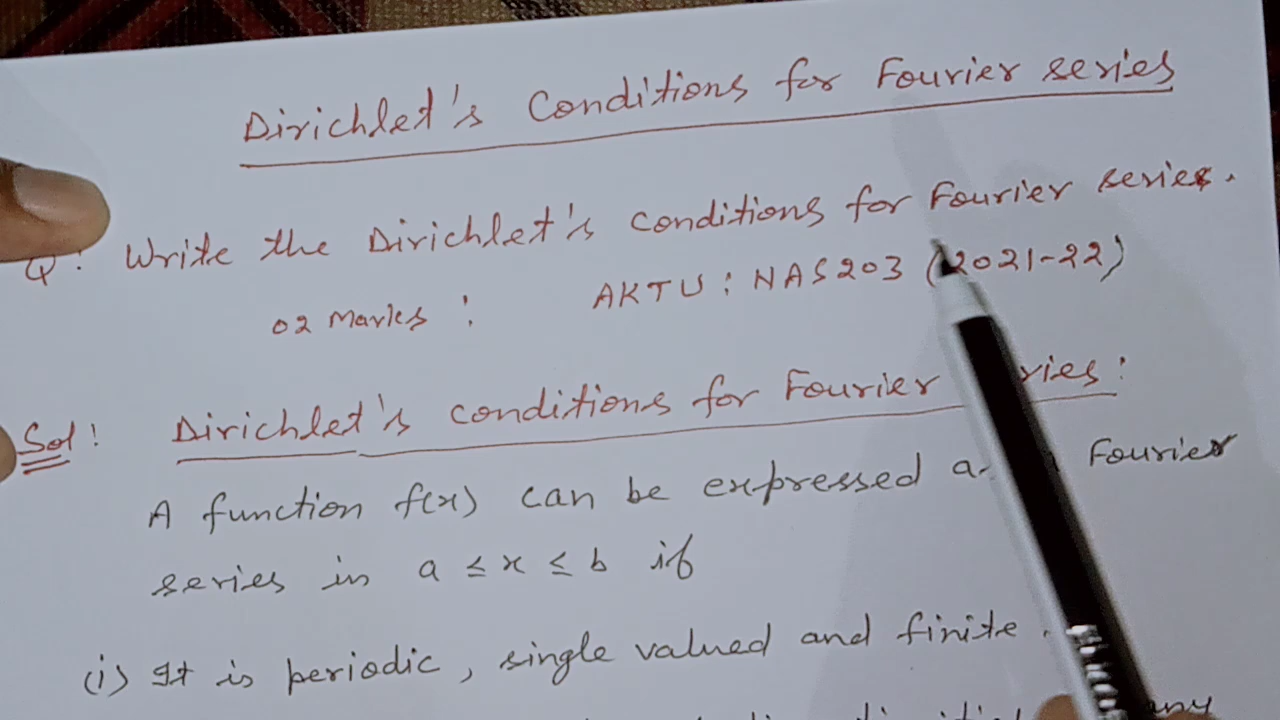 Dirichlet's Conditions for Fourier series
Q: Write the Dirichlet's conditions for Fourier series.
02 Marks : AKTU : NAS203 (2021-22)
Sol: Dirichlet's conditions for Fourier ries:
A function f(x) can be expressed a Fourier
series in a ≤ x ≤ b if
(i) It is periodic, single valued and finite.
any